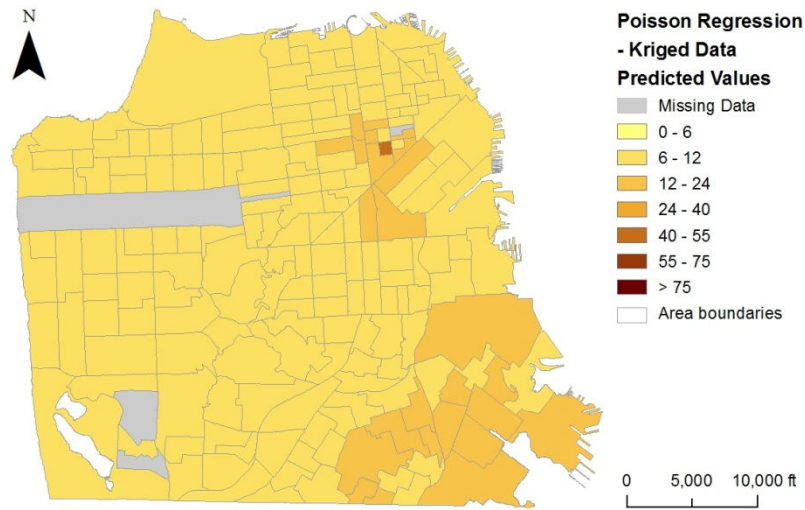 N
Poisson Regression
- Kriged Data
Predicted Values
Missing Data
0 - 6
6 - 12
12 - 24
24 - 40
40 - 55
55 - 75
> 75
Area boundaries
0 5,000 10,000 ft